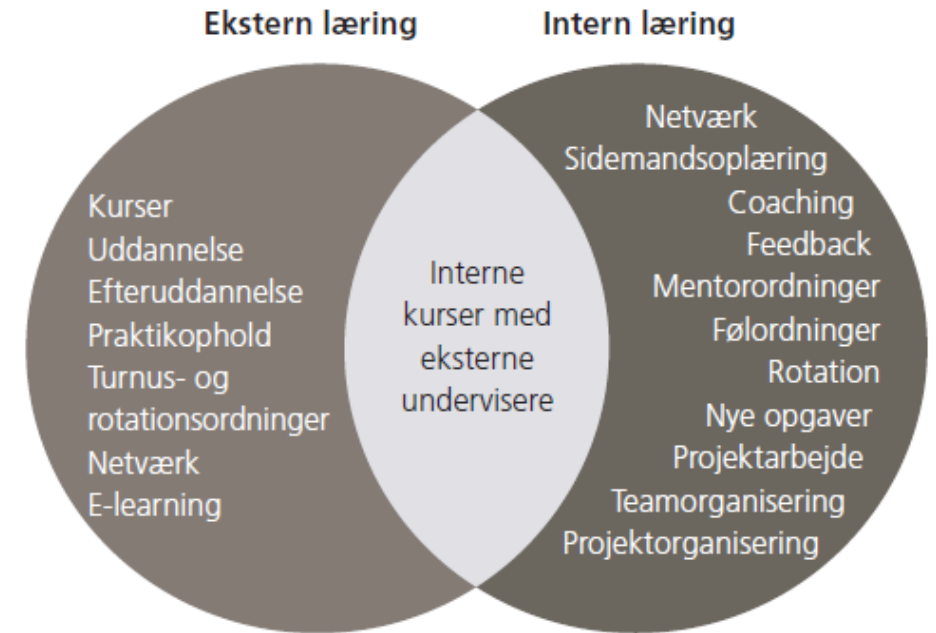 Ekstern læring
Intern læring
Kurser
Uddannelse
Efteruddannelse
Praktikophold
Turnus- og
rotationsordninger
Netværk
E-learning
Interne
kurser med
eksterne
undervisere
Netværk
Sidemandsoplæring
Coaching
Feedback
Mentorordninger
Følordninger
Rotation
Nye opgaver
Projektarbejde
Teamorganisering
Projektorganisering